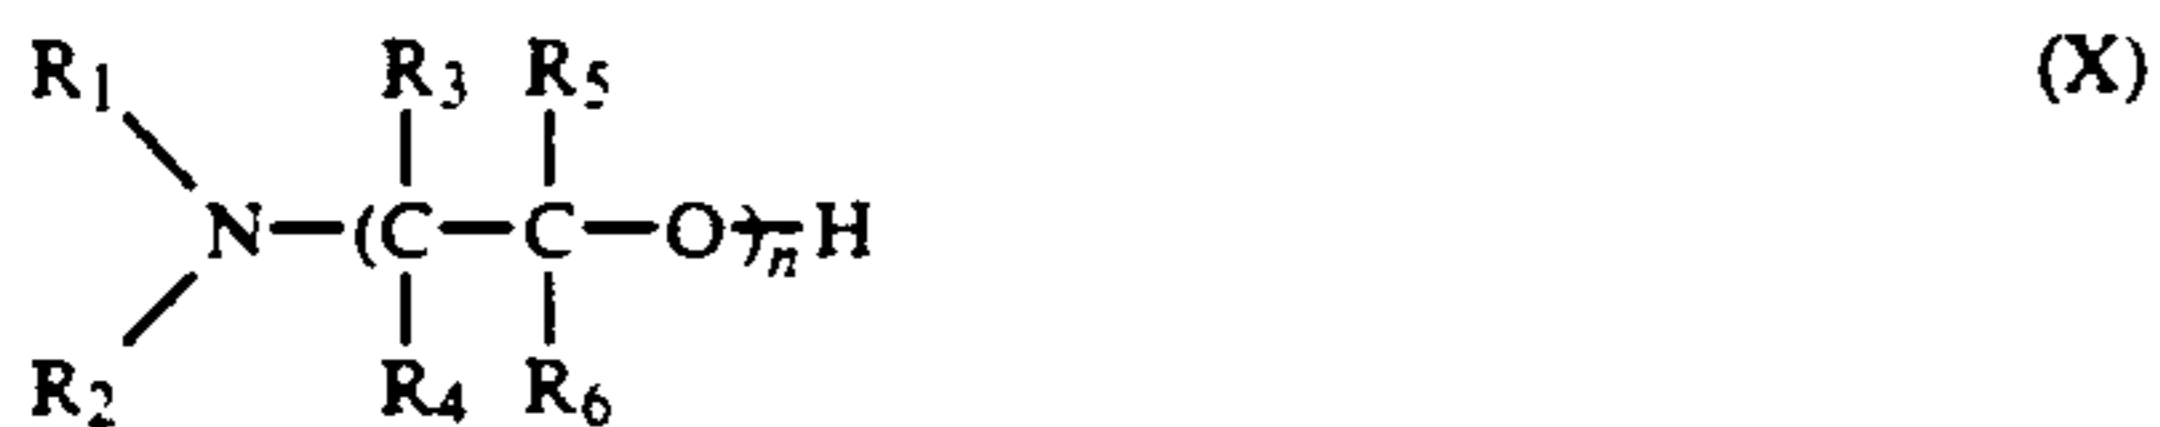 R1 R3 R5 (X)
N—(C—C—O)n—H
R2 R4 R6